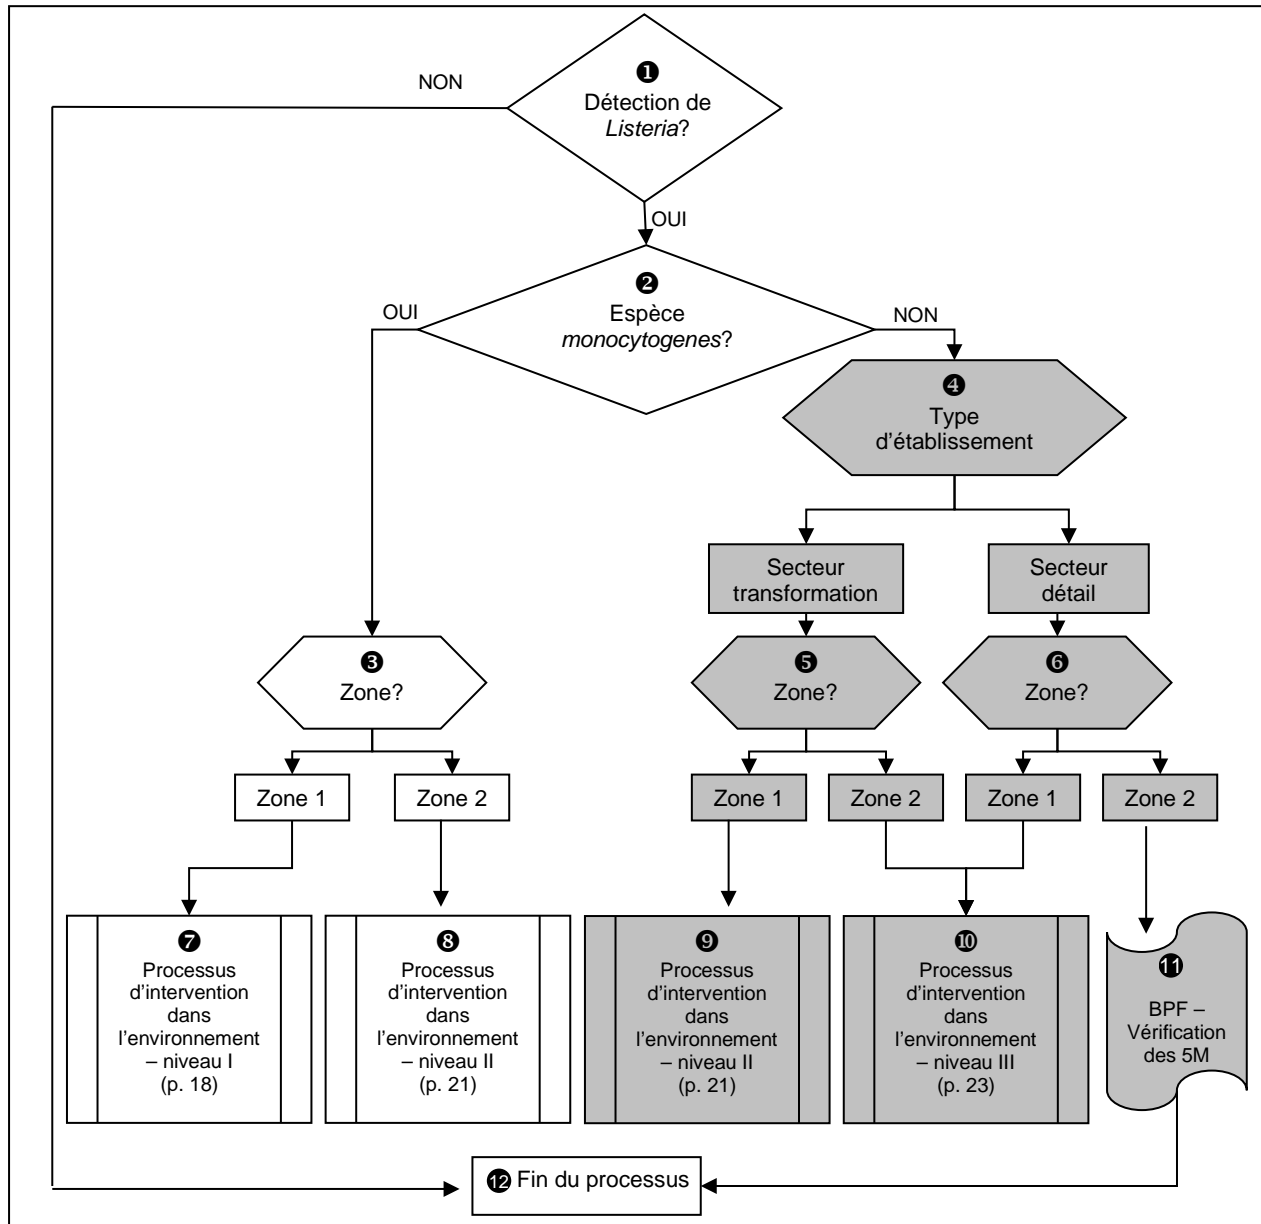 ❶
Détection de
Listeria?
NON
OUI
❷
Espèce
monocytogenes?
OUI
NON
❹
Type
d'établissement
Secteur
transformation
Secteur
détail
❸
Zone?
❺
Zone?
❻
Zone?
Zone 1
Zone 2
Zone 1
Zone 2
Zone 1
Zone 2
❼
Processus
d'intervention
dans
l'environnement
– niveau I
(p. 18)
❽
Processus
d'intervention
dans
l'environnement
– niveau II
(p. 21)
❾
Processus
d'intervention
dans
l'environnement
– niveau II
(p. 21)
❿
Processus
d'intervention
dans
l'environnement
– niveau III
(p. 23)
⓫
BPF –
Vérification
des 5M
⓬ Fin du processus